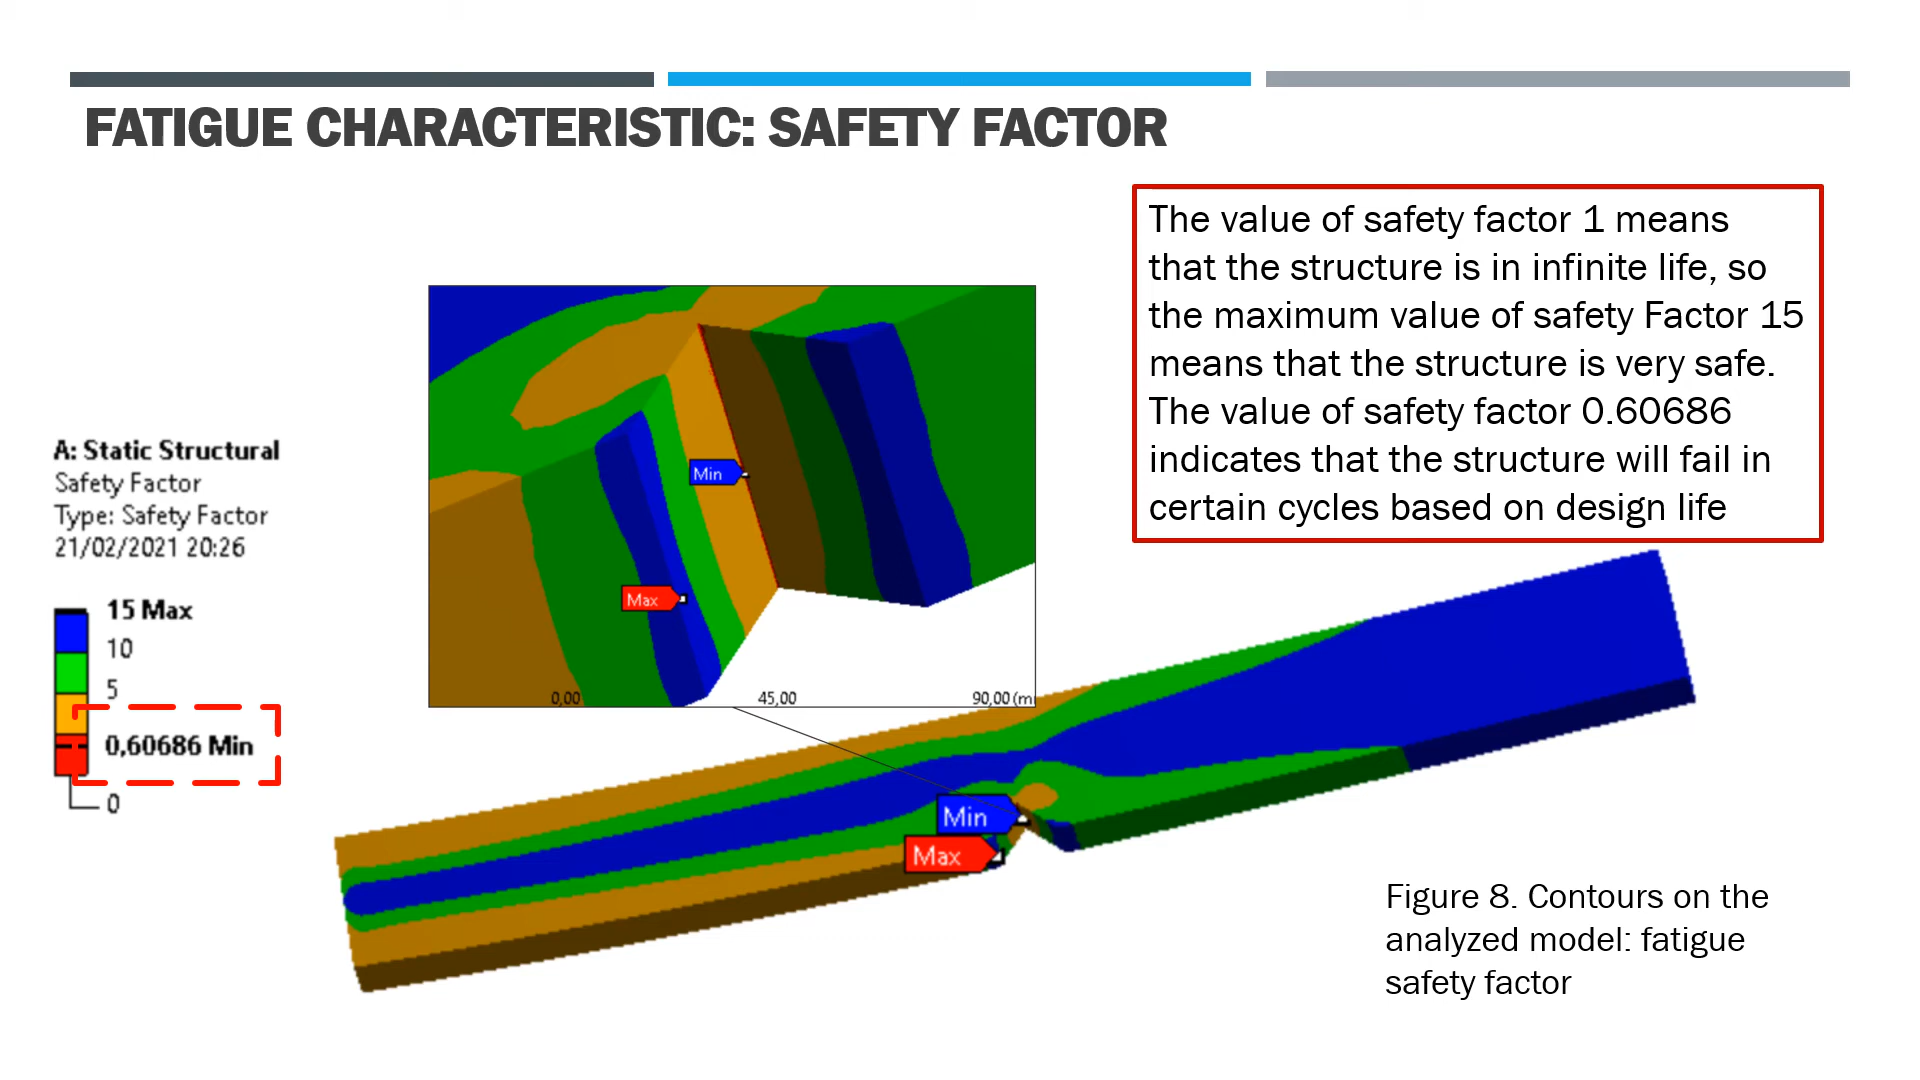 FATIGUE CHARACTERISTIC: SAFETY FACTOR
The value of safety factor 1 means
that the structure is in infinite life, so
the maximum value of safety Factor 15
means that the structure is very safe.
The value of safety factor 0.60686
indicates that the structure will fail in
certain cycles based on design life
A: Static Structural
Safety Factor
Type: Safety Factor
21/02/2021 20:26
15 Max
10
5
0,60686 Min
0
Min
Max
0,00 45,00 90,00 (m
Min
Max
Figure 8. Contours on the
analyzed model: fatigue
safety factor